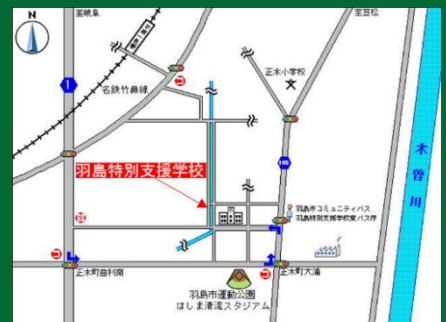 N
至岐阜
至笠松
正木小学校
文
名鉄竹鼻線
1
羽島特別支援学校
木曽川
羽島市コミュニティバス
羽島特別支援学校東バス停
正木町曲利南
正木町大浦
羽島市運動公園
はしま清流スタジアム